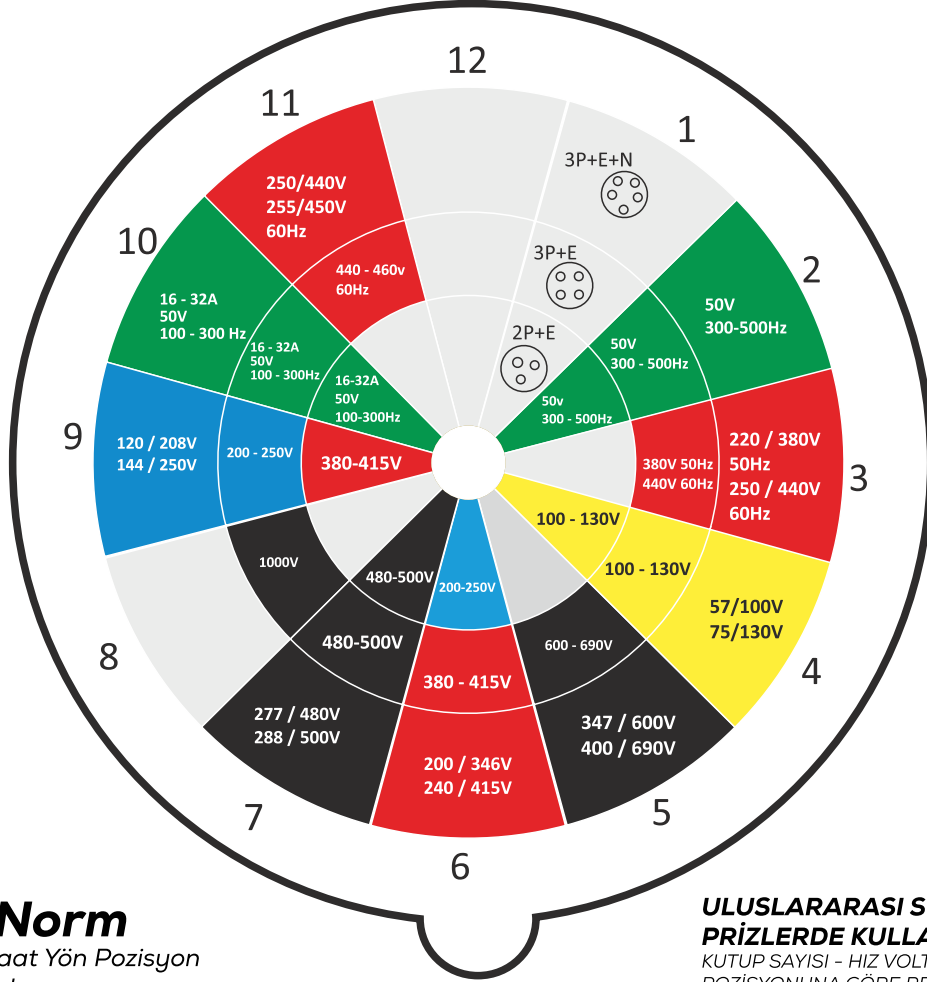 12
1
3P+E+N
3P+E
2P+E
2
50V
300-500Hz
50V
300 - 500Hz
50v
300 - 500Hz
3
220 / 380V
50Hz
250 / 440V
60Hz
380V 50Hz
440V 60Hz
4
100 - 130V
100 - 130V
57/100V
75/130V
5
600 - 690V
347 / 600V
400 / 690V
6
200-250V
380 - 415V
200 / 346V
240 / 415V
7
480-500V
480-500V
277 / 480V
288 / 500V
8
1000V
9
120 / 208V
144 / 250V
200 - 250V
380-415V
10
16 - 32A
50V
100 - 300 Hz
16 - 32A
50V
100 - 300Hz
16-32A
50V
100-300Hz
11
250/440V
255/450V
60Hz
440 - 460v
60Hz
Norm
aat Yön Pozisyon
ULUSLARARASI S
PRİZLERDE KULLA
KUTUP SAYISI - HIZ VOLT